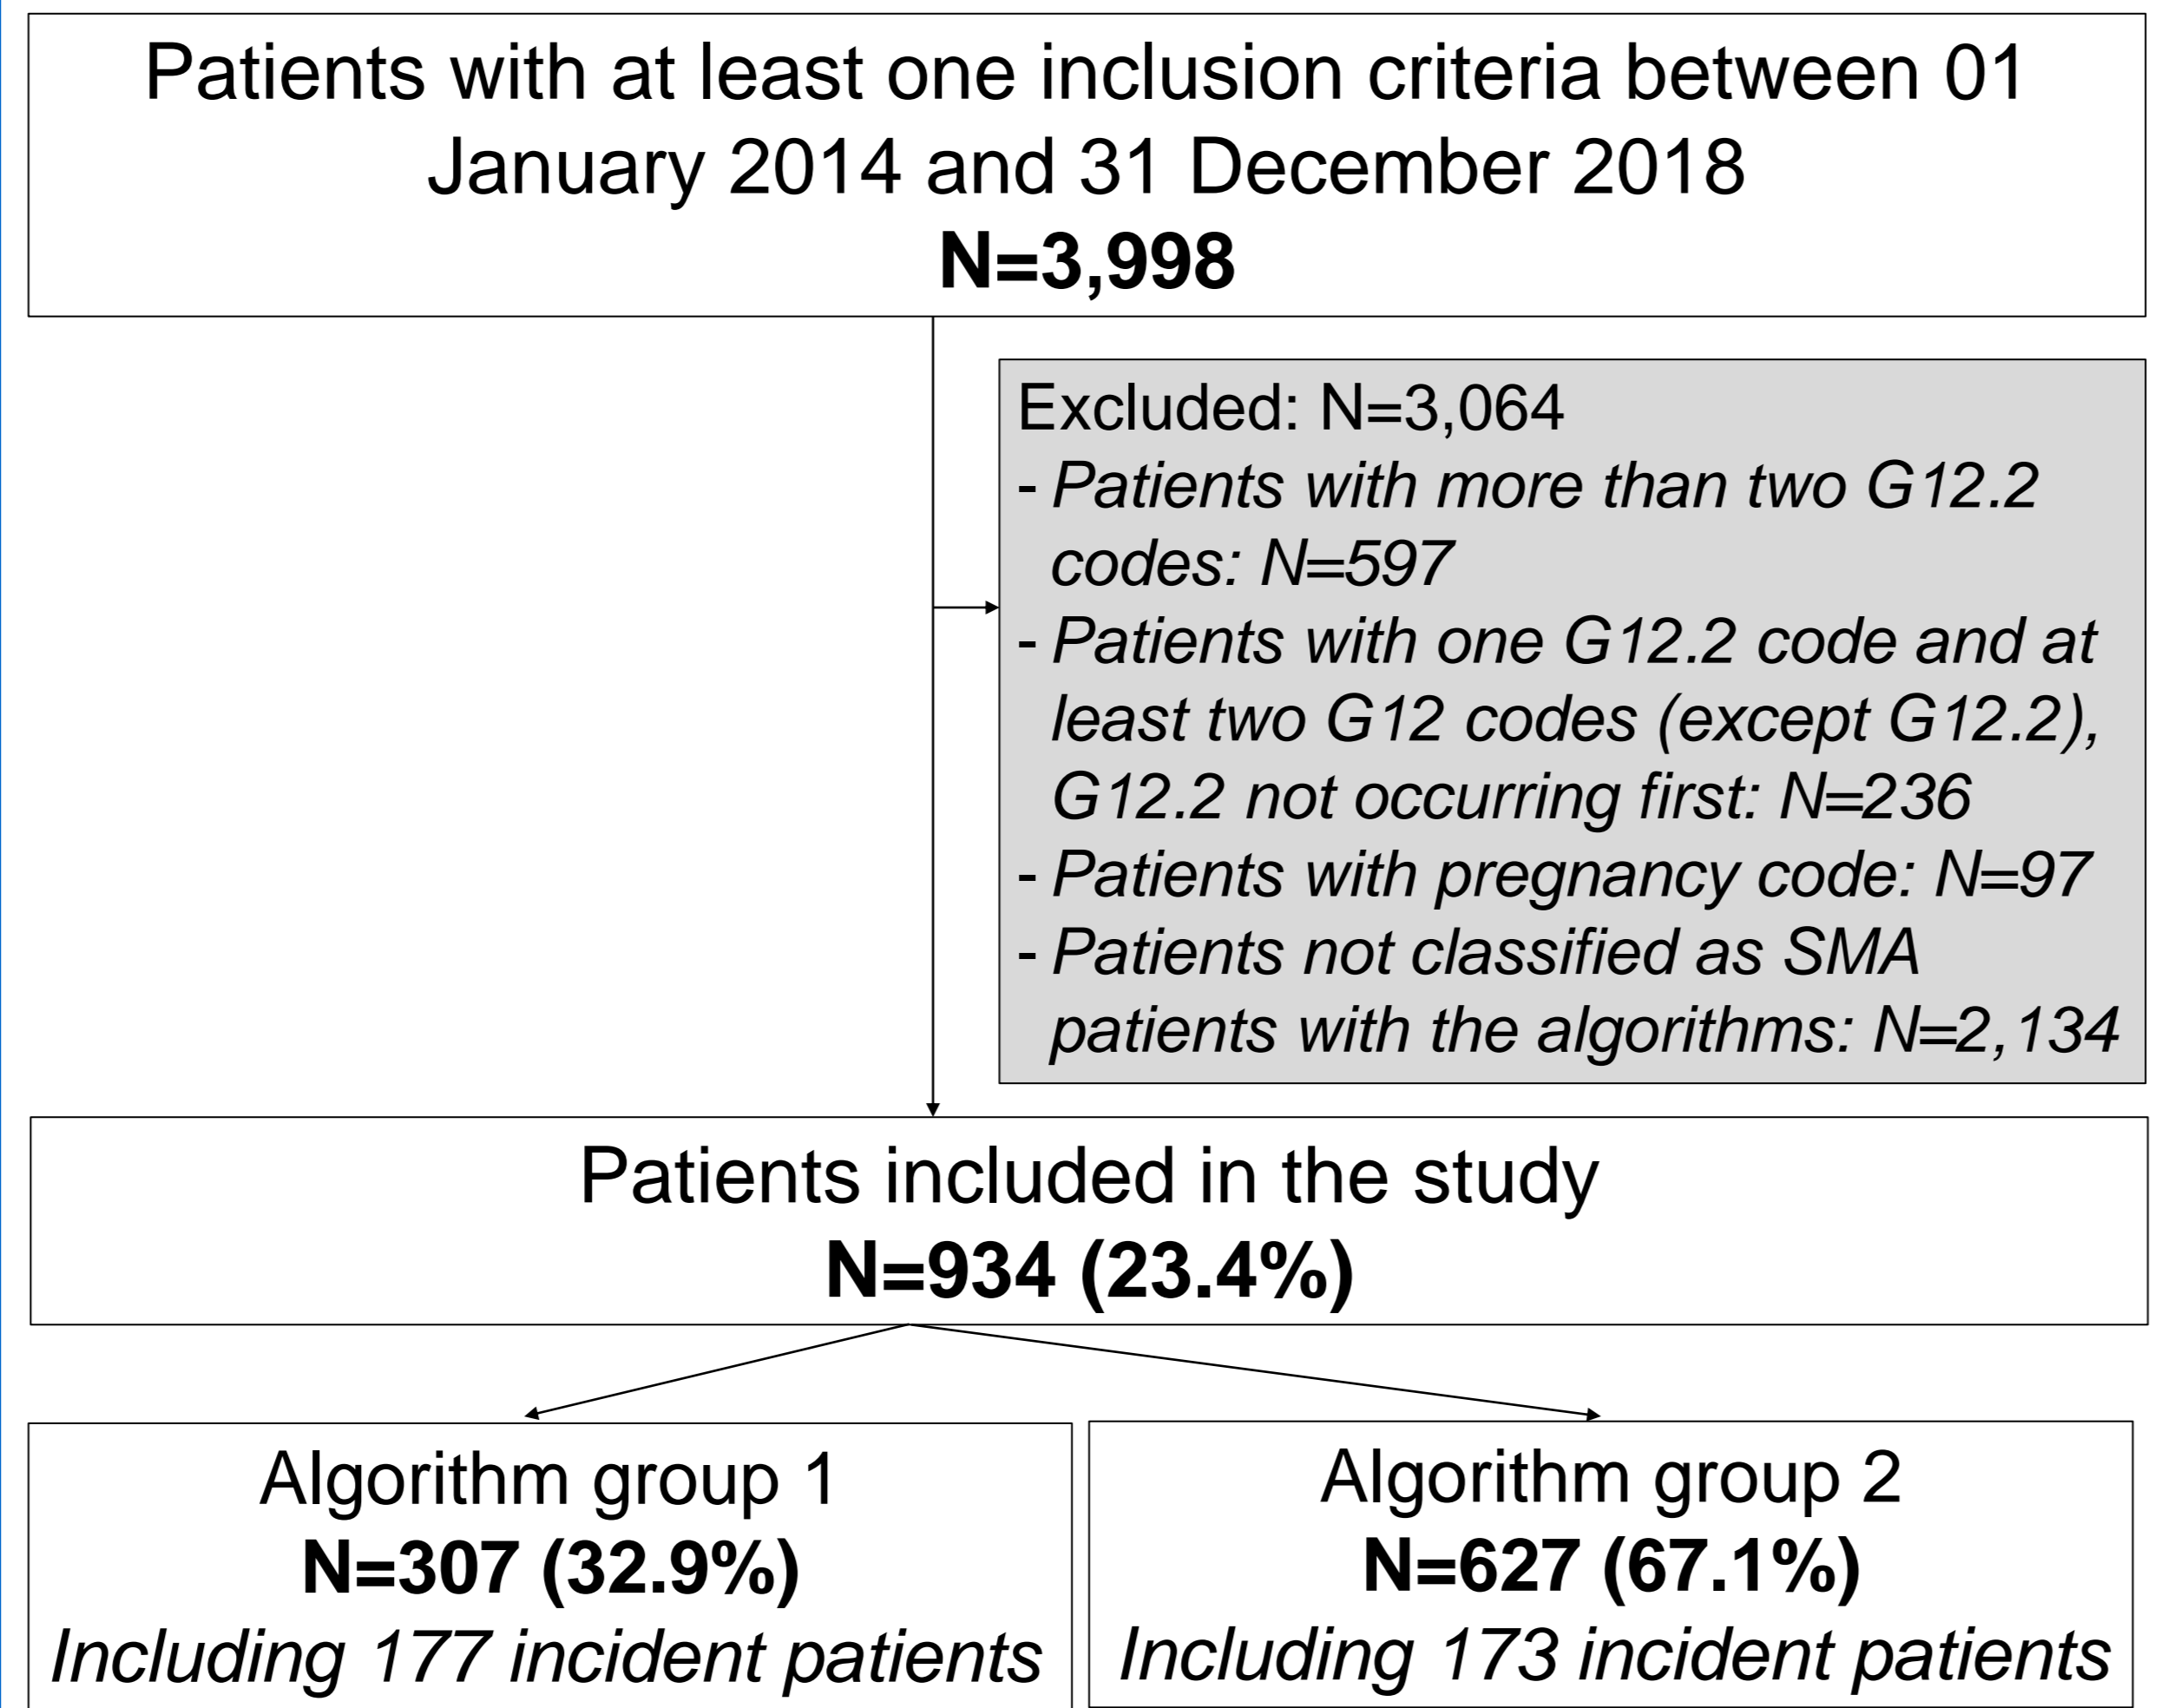 Patients with at least one inclusion criteria between 01
January 2014 and 31 December 2018
N=3,998
Excluded: N=3,064
- Patients with more than two G12.2
codes: N=597
- Patients with one G12.2 code and at
least two G12 codes (except G12.2),
G12.2 not occurring first: N=236
- Patients with pregnancy code: N=97
- Patients not classified as SMA
patients with the algorithms: N=2,134
Patients included in the study
N=934 (23.4%)
Algorithm group 1
N=307 (32.9%)
Including 177 incident patients
Algorithm group 2
N=627 (67.1%)
Including 173 incident patients